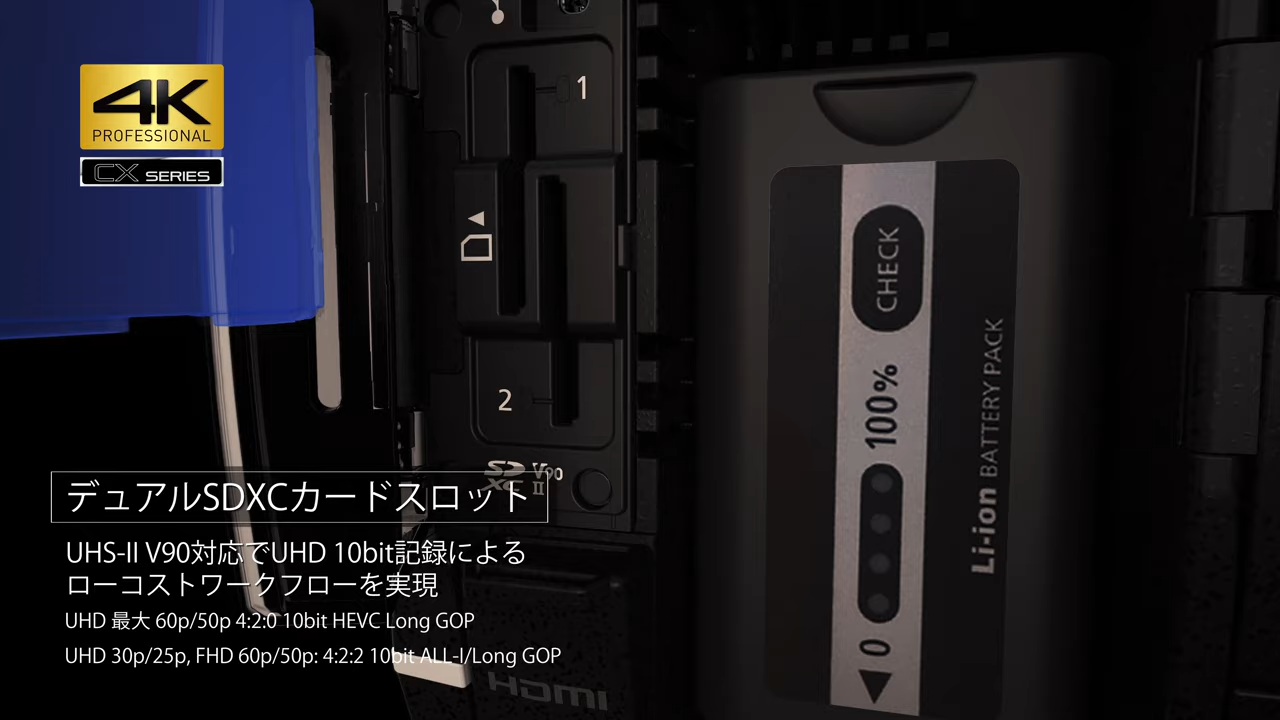 4K
PROFESSIONAL
CX SERIES
1
2
SD
XC
V90
II
デュアルSDXCカードスロット
UHS-II V90対応でUHD 10bit記録による
ローコストワークフローを実現
UHD 最大 60p/50p 4:2:0 10bit HEVC Long GOP
UHD 30p/25p, FHD 60p/50p: 4:2:2 10bit ALL-I/Long GOP
HDMI
CHECK
100%
0
Li-ion BATTERY PACK